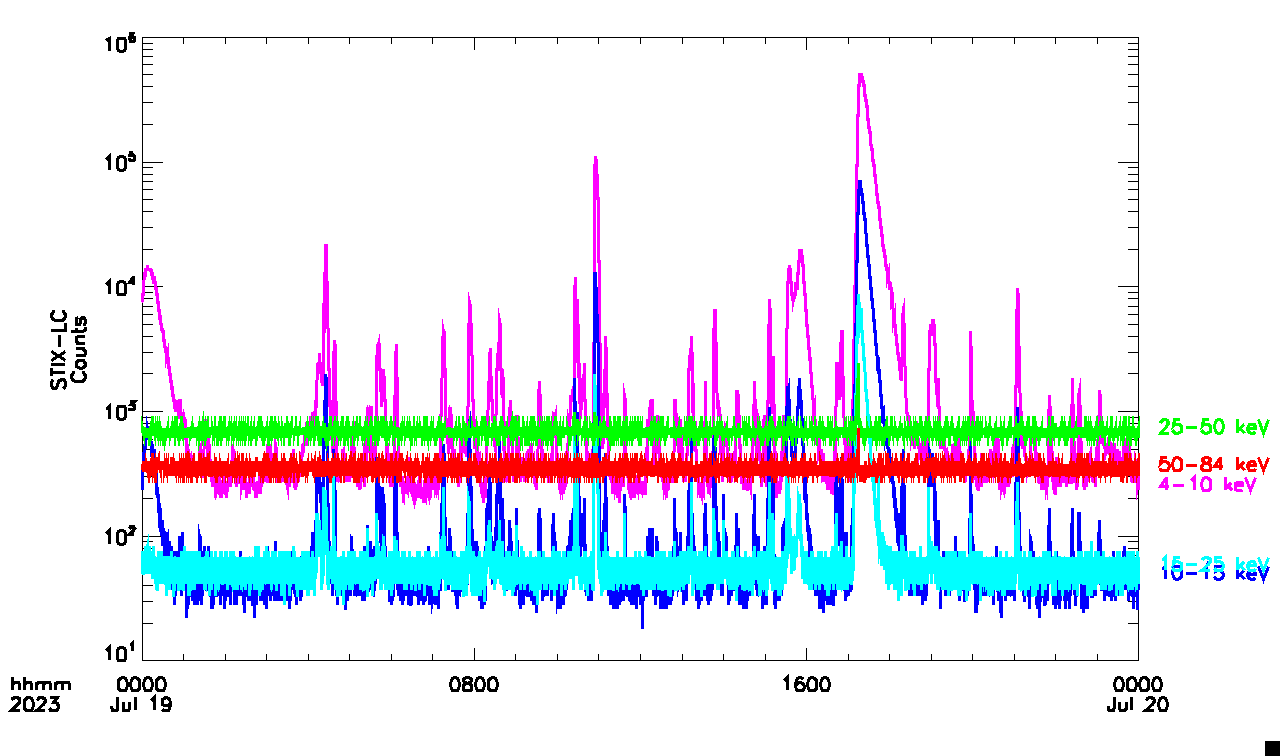 10⁶
10⁵
10⁴
10³
10²
10¹
STIX-LC
Counts
25-50 keV
50-84 keV
4-10 keV
15-25 keV
10-15 keV
hhmm 0000 0800 1600 0000
2023 Jul 19 Jul 20